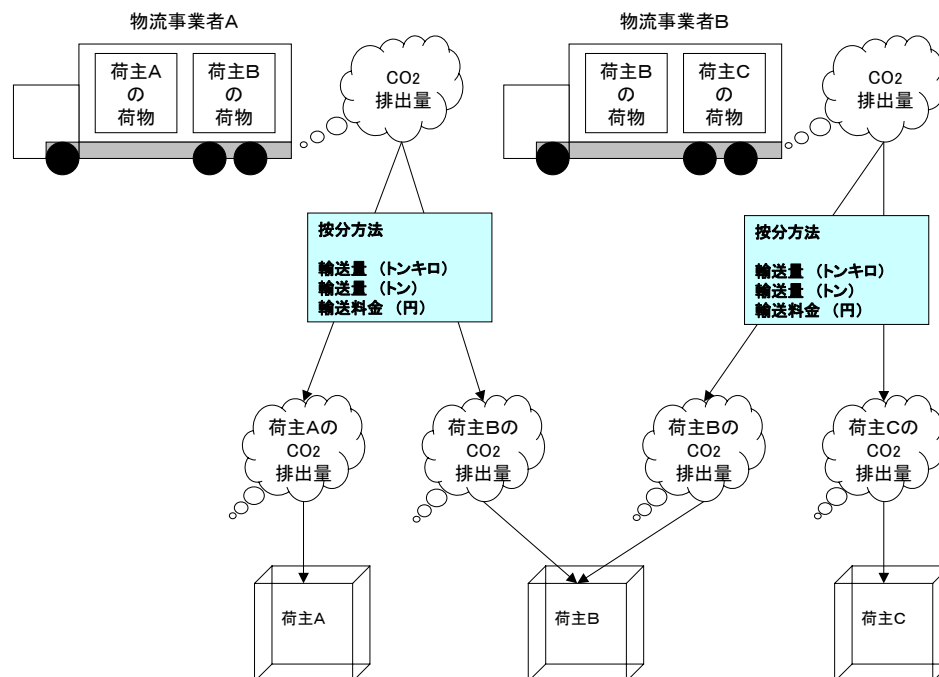 物流事業者A
物流事業者B
荷主A
の
荷物
荷主B
の
荷物
CO2
排出量
荷主B
の
荷物
荷主C
の
荷物
CO2
排出量
按分方法
輸送量 (トンキロ)
輸送量 (トン)
輸送料金 (円)
按分方法
輸送量 (トンキロ)
輸送量 (トン)
輸送料金 (円)
荷主Aの
CO2
排出量
荷主Bの
CO2
排出量
荷主Bの
CO2
排出量
荷主Cの
CO2
排出量
荷主A
荷主B
荷主C